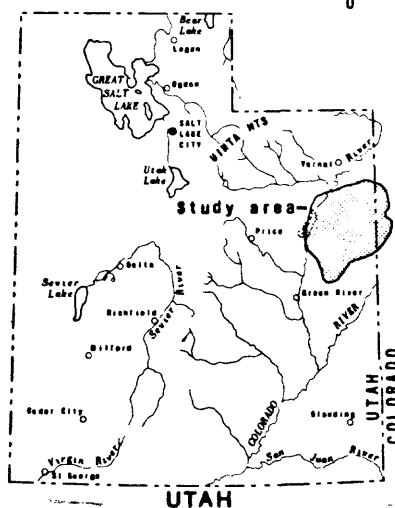 0
Bear
Lake
Logan
GREAT
SALT
LAKE
Ogden
SALT
LAKE
CITY
UINTA MTS
Vernal
River
Utah
Lake
Study area
Price
Delta
Sevier
Lake
Sevier River
Green River
Richfield
Milford
COLORADO RIVER
UTAH
COLORADO
Cedar City
Blanding
Virgin River
San Juan River
St George
UTAH